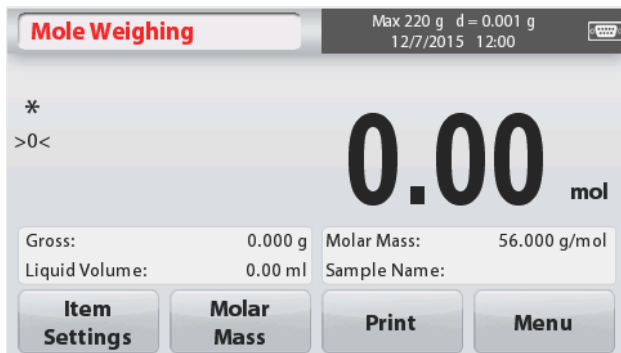 Mole Weighing
Max 220 g d = 0.001 g
12/7/2015 12:00
*
>0<
0.00 mol
Gross: 0.000 g
Liquid Volume: 0.00 ml
Molar Mass: 56.000 g/mol
Sample Name:
Item
Settings
Molar
Mass
Print
Menu